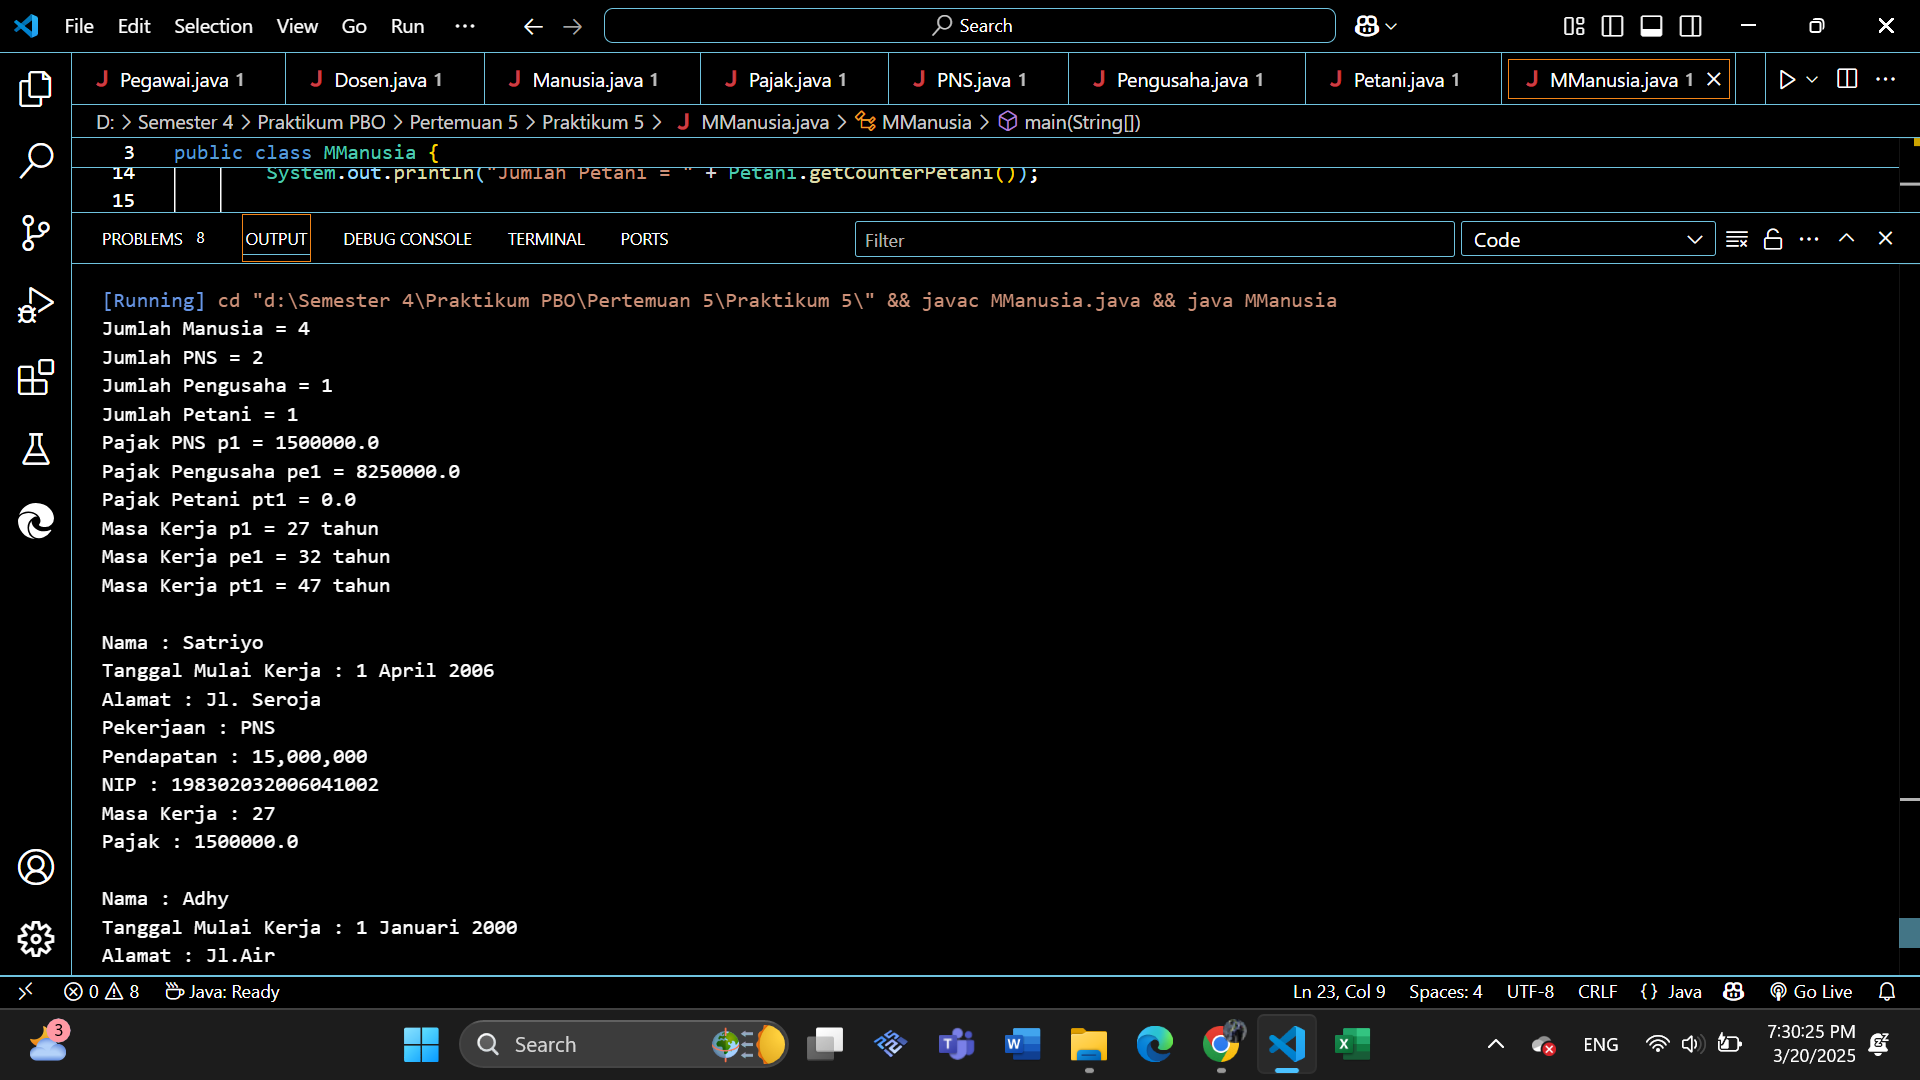 File Edit Selection View Go Run ··· Search
Pegawai.java 1 Dosen.java 1 Manusia.java 1 Pajak.java 1 PNS.java 1 Pengusaha.java 1 Petani.java 1 MManusia.java 1
D: > Semester 4 > Praktikum PBO > Pertemuan 5 > Praktikum 5 > J MManusia.java > MManusia > main(String[])
3 public class MManusia {
14 System.out.println("Jumlah Petani = " + Petani.getCounterPetani());
15
PROBLEMS 8 OUTPUT DEBUG CONSOLE TERMINAL PORTS Filter Code
[Running] cd "d:\Semester 4\Praktikum PBO\Pertemuan 5\Praktikum 5\" && javac MManusia.java && java MManusia
Jumlah Manusia = 4
Jumlah PNS = 2
Jumlah Pengusaha = 1
Jumlah Petani = 1
Pajak PNS p1 = 1500000.0
Pajak Pengusaha pe1 = 8250000.0
Pajak Petani pt1 = 0.0
Masa Kerja p1 = 27 tahun
Masa Kerja pe1 = 32 tahun
Masa Kerja pt1 = 47 tahun
Nama : Satriyo
Tanggal Mulai Kerja : 1 April 2006
Alamat : Jl. Seroja
Pekerjaan : PNS
Pendapatan : 15,000,000
NIP : 198302032006041002
Masa Kerja : 27
Pajak : 1500000.0
Nama : Adhy
Tanggal Mulai Kerja : 1 Januari 2000
Alamat : Jl.Air
0 8 Java: Ready Ln 23, Col 9 Spaces: 4 UTF-8 CRLF {} Java Go Live
3 Search ENG 7:30:25 PM
3/20/2025